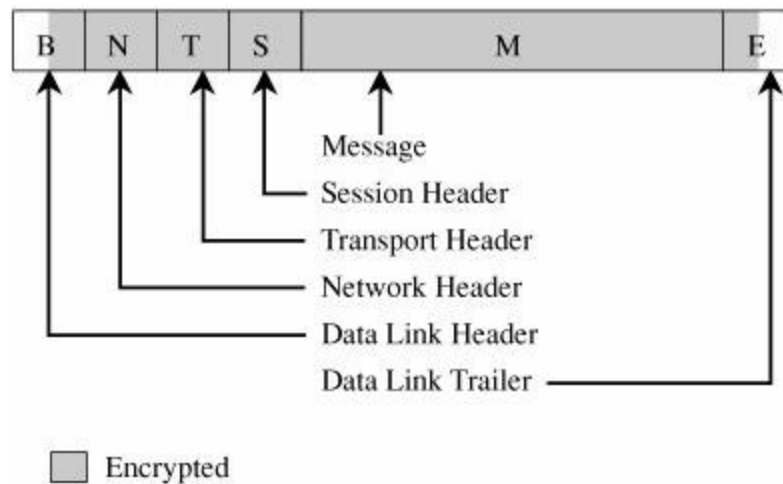 B N T S M E
Message
Session Header
Transport Header
Network Header
Data Link Header
Data Link Trailer
Encrypted